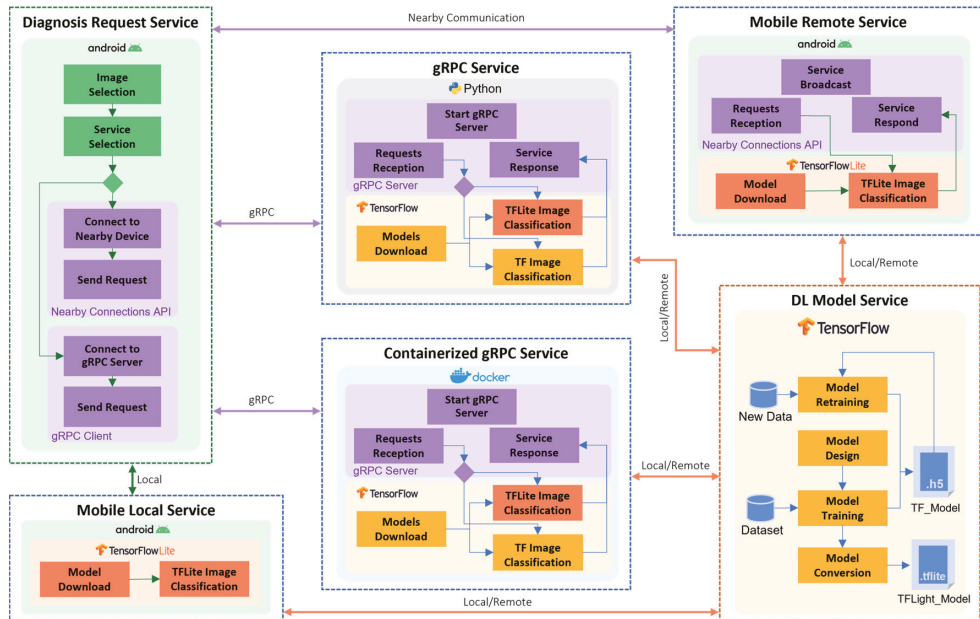 Diagnosis Request Service
android
Image
Selection
Service
Selection
Connect to
Nearby Device
Send Request
Nearby Connections API
Connect to
gRPC Server
Send Request
gRPC Client
Nearby Communication
gRPC
gRPC
Local
Mobile Local Service
android
TensorFlow Lite
Model
Download
TFLite Image
Classification
gRPC Service
Python
Start gRPC
Server
Requests
Reception
Service
Response
gRPC Server
TensorFlow
TFLite Image
Classification
Models
Download
TF Image
Classification
Containerized gRPC Service
docker
Start gRPC
Server
Requests
Reception
Service
Response
gRPC Server
TensorFlow
TFLite Image
Classification
Models
Download
TF Image
Classification
Mobile Remote Service
android
Service
Broadcast
Requests
Reception
Service
Respond
Nearby Connections API
TensorFlow Lite
Model
Download
TFLite Image
Classification
Local/Remote
Local/Remote
Local/Remote
Local/Remote
DL Model Service
TensorFlow
New Data
Model
Retraining
Model
Design
.h5
TF_Model
Dataset
Model
Training
Model
Conversion
.tflite
TFLight_Model